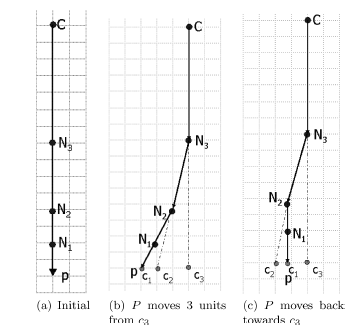 C
N₃
N₂
N₁
P
(a) Initial
C
N₃
N₂
N₁
P c₁ c₂ c₃
(b) P moves 3 units
from c₃
C
N₃
N₂
N₁
c₂ c₁ c₃
P
(c) P moves back
towards c₃